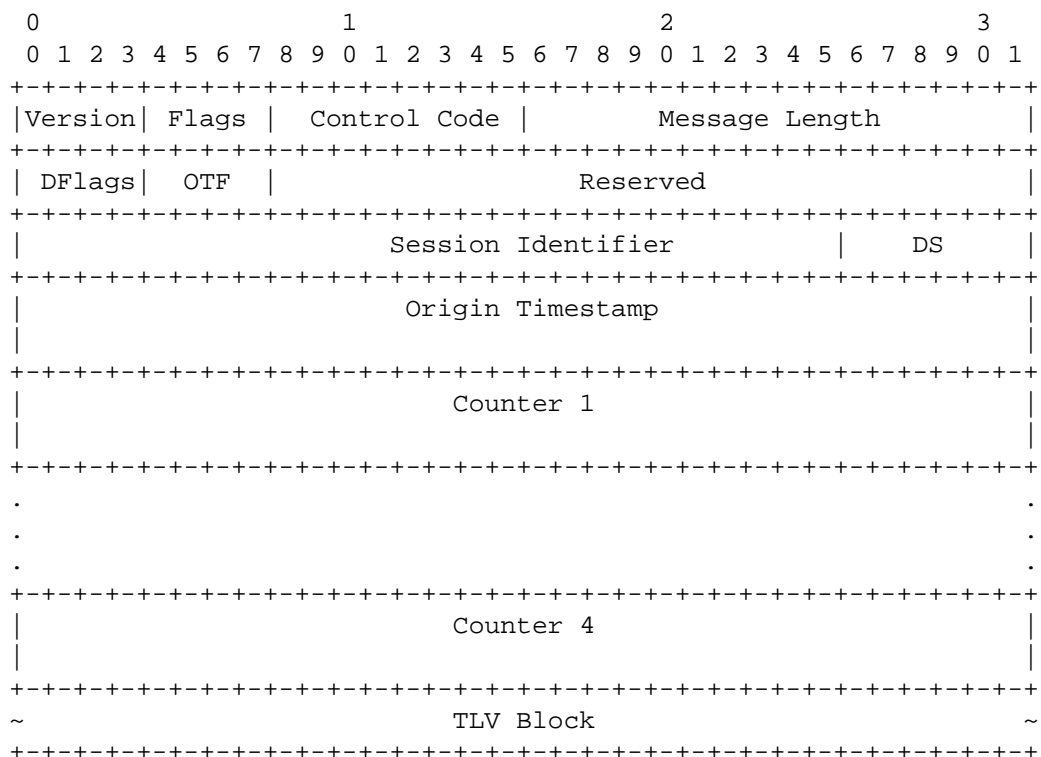 0                   1                   2                   3
 0 1 2 3 4 5 6 7 8 9 0 1 2 3 4 5 6 7 8 9 0 1 2 3 4 5 6 7 8 9 0 1
+-+-+-+-+-+-+-+-+-+-+-+-+-+-+-+-+-+-+-+-+-+-+-+-+-+-+-+-+-+-+-+-+
|Version| Flags |  Control Code |        Message Length         |
+-+-+-+-+-+-+-+-+-+-+-+-+-+-+-+-+-+-+-+-+-+-+-+-+-+-+-+-+-+-+-+-+
| DFlags|  OTF  |                   Reserved                    |
+-+-+-+-+-+-+-+-+-+-+-+-+-+-+-+-+-+-+-+-+-+-+-+-+-+-+-+-+-+-+-+-+
|                       Session Identifier          |    DS     |
+-+-+-+-+-+-+-+-+-+-+-+-+-+-+-+-+-+-+-+-+-+-+-+-+-+-+-+-+-+-+-+-+
|                        Origin Timestamp                       |
|                                                               |
+-+-+-+-+-+-+-+-+-+-+-+-+-+-+-+-+-+-+-+-+-+-+-+-+-+-+-+-+-+-+-+-+
|                           Counter 1                           |
|                                                               |
+-+-+-+-+-+-+-+-+-+-+-+-+-+-+-+-+-+-+-+-+-+-+-+-+-+-+-+-+-+-+-+-+
.                                                               .
.                                                               .
.                                                               .
+-+-+-+-+-+-+-+-+-+-+-+-+-+-+-+-+-+-+-+-+-+-+-+-+-+-+-+-+-+-+-+-+
|                           Counter 4                           |
|                                                               |
+-+-+-+-+-+-+-+-+-+-+-+-+-+-+-+-+-+-+-+-+-+-+-+-+-+-+-+-+-+-+-+-+
~                           TLV Block                           ~
+-+-+-+-+-+-+-+-+-+-+-+-+-+-+-+-+-+-+-+-+-+-+-+-+-+-+-+-+-+-+-+-+